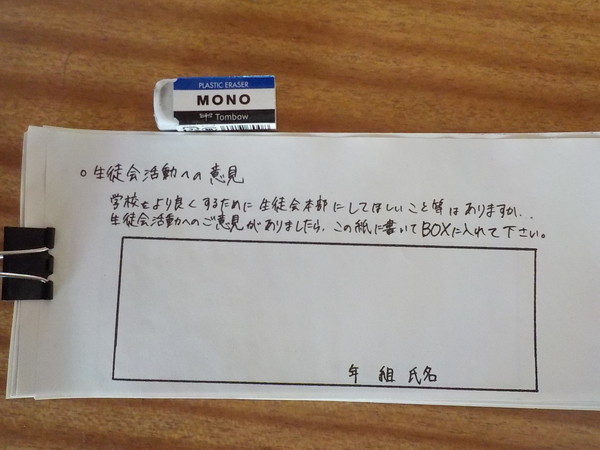 PLASTIC ERASER
MONO
Tombow
○生徒会活動への意見
学校をより良くするために生徒会本部にしてほしいこと等はありますか。
生徒会活動へのご意見がありましたら、この紙に書いてBOXに入れて下さい。
年 組 氏名